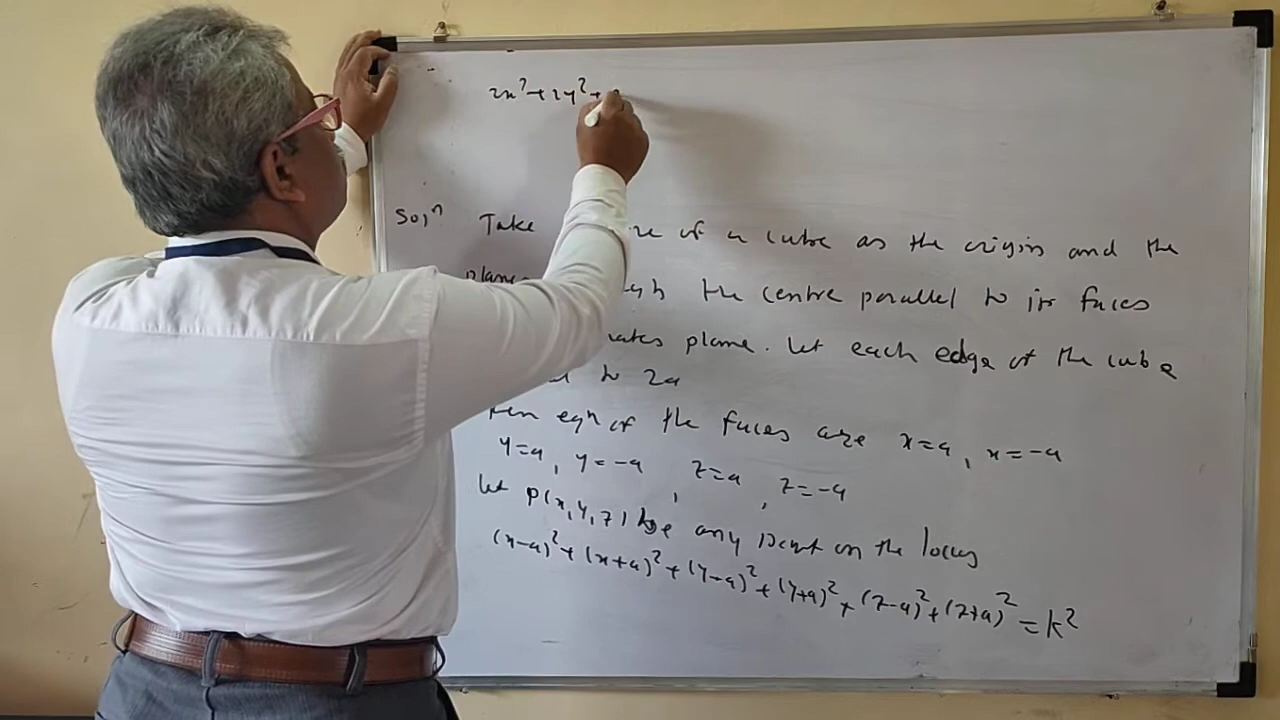 2x² + 2y² +
Solⁿ Take of a cube as the origin and the
the centre parallel to its faces
plane. Let each edge of the cube
to 2a
eqn of the faces are x=a, x=-a
y=a, y=-a, z=a, z=-a
Let P(x,y,z) be any point on the locus
(x-a)² + (x+a)² + (y-a)² + (y+a)² + (z-a)² + (z+a)² = k²